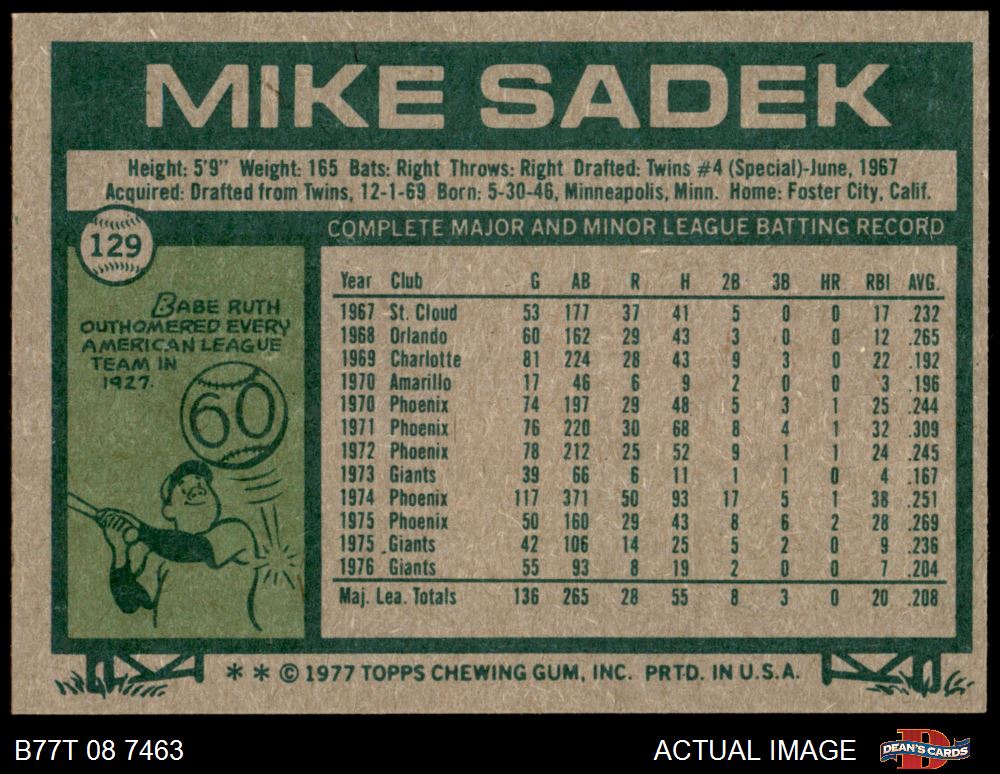 MIKE SADEK
Height: 5'9" Weight: 165 Bats: Right Throws: Right Drafted: Twins #4 (Special)-June, 1967
Acquired: Drafted from Twins, 12-1-69 Born: 5-30-46, Minneapolis, Minn. Home: Foster City, Calif.
129
COMPLETE MAJOR AND MINOR LEAGUE BATTING RECORD
BABE RUTH
OUTHOMERED EVERY
AMERICAN LEAGUE
TEAM IN
1927.
60
Year Club G AB R H 2B 3B HR RBI AVG.
1967 St. Cloud 53 177 37 41 5 0 0 17 .232
1968 Orlando 60 162 29 43 3 0 0 12 .265
1969 Charlotte 81 224 28 43 9 3 0 22 .192
1970 Amarillo 17 46 6 9 2 0 0 3 .196
1970 Phoenix 74 197 29 48 5 3 1 25 .244
1971 Phoenix 76 220 30 68 8 4 1 32 .309
1972 Phoenix 78 212 25 52 9 1 1 24 .245
1973 Giants 39 66 6 11 1 1 0 4 .167
1974 Phoenix 117 371 50 93 17 5 1 38 .251
1975 Phoenix 50 160 29 43 8 6 2 28 .269
1975 Giants 42 106 14 25 5 2 0 9 .236
1976 Giants 55 93 8 19 2 0 0 7 .204
Maj. Lea. Totals 136 265 28 55 8 3 0 20 .208
** © 1977 TOPPS CHEWING GUM, INC. PRTD. IN U.S.A.
B77T 08 7463
ACTUAL IMAGE
DEAN'S CARDS